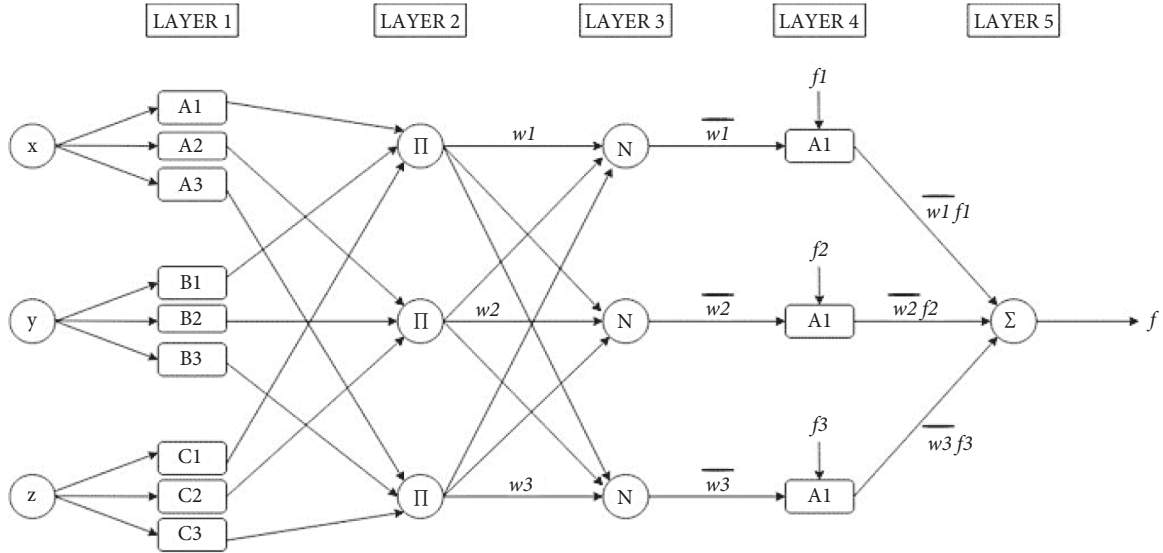 LAYER 1 LAYER 2 LAYER 3 LAYER 4 LAYER 5
f1
A1
x A2 Π w1 N w1 A1
A3
w1 f1
f2
B1
y B2 Π w2 N w2 A1 w2 f2 Σ f
B3
w3 f3
f3
C1
z C2 Π w3 N w3 A1
C3